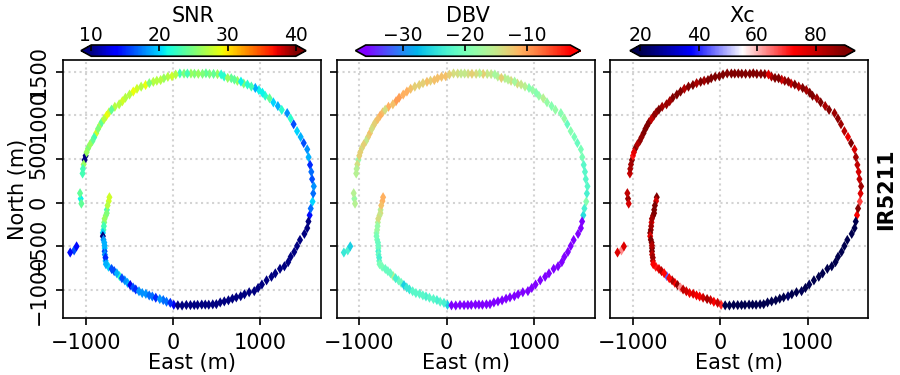 SNR DBV Xc
10 20 30 40 −30 −20 −10 20 40 60 80
1500
1000
500
0
−500
−1000
North (m)
IR5211
−1000 0 1000 −1000 0 1000 −1000 0 1000
East (m) East (m) East (m)